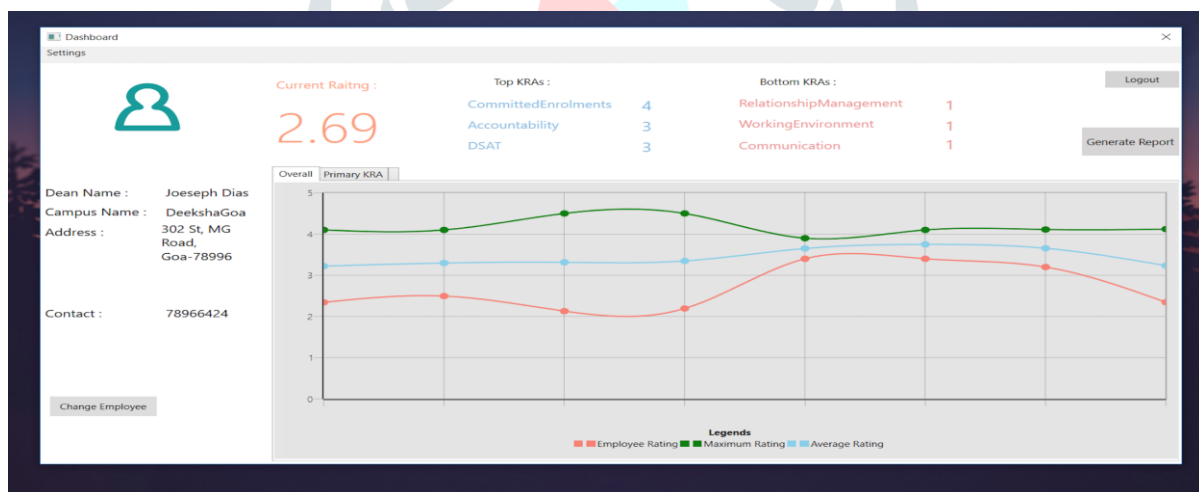 Dashboard
Settings
Current Raitng :
2.69
Top KRAs :
CommittedEnrolments 4
Accountability 3
DSAT 3
Bottom KRAs :
RelationshipManagement 1
WorkingEnvironment 1
Communication 1
Logout
Generate Report
Dean Name : Joeseph Dias
Campus Name : DeekshaGoa
Address : 302 St, MG
Road,
Goa-78996
Contact : 78966424
Change Employee
Overall Primary KRA
5
4
3
2
1
0
Legends
Employee Rating Maximum Rating Average Rating